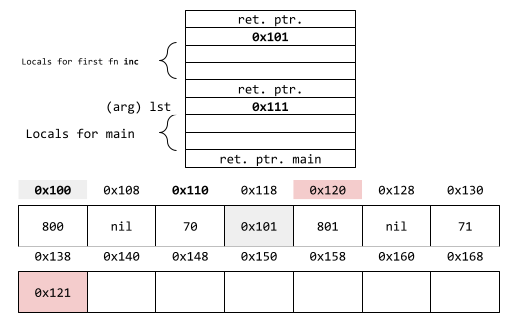 ret. ptr.
0x101
Locals for first fn inc
ret. ptr.
(arg) lst 0x111
Locals for main
ret. ptr. main
0x100 0x108 0x110 0x118 0x120 0x128 0x130
800 nil 70 0x101 801 nil 71
0x138 0x140 0x148 0x150 0x158 0x160 0x168
0x121